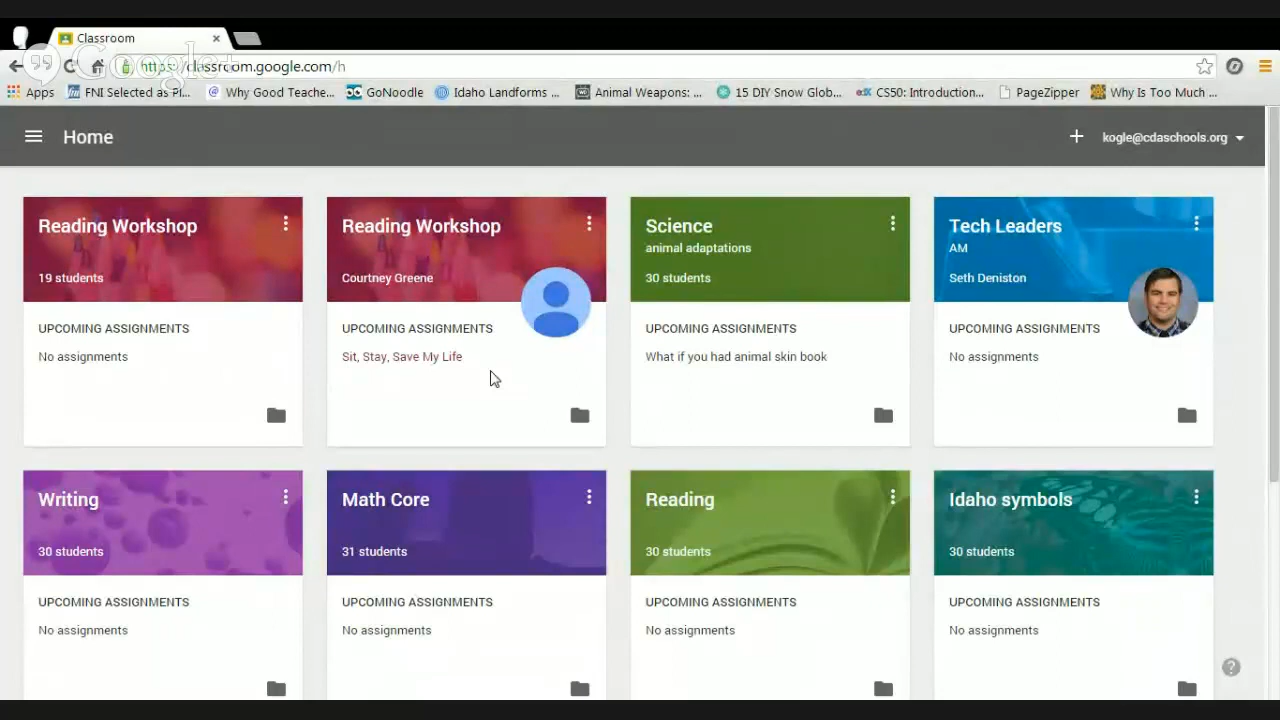 Classroom
Google+
https://classroom.google.com/h
Apps
FNI Selected as Pl...
Why Good Teache...
GoNoodle
Idaho Landforms ...
Animal Weapons: ...
15 DIY Snow Glob...
CS50: Introduction...
PageZipper
Why Is Too Much ...
Home
kogle@cdaschools.org
Reading Workshop
19 students
UPCOMING ASSIGNMENTS
No assignments
Reading Workshop
Courtney Greene
UPCOMING ASSIGNMENTS
Sit, Stay, Save My Life
Science
animal adaptations
30 students
UPCOMING ASSIGNMENTS
What if you had animal skin book
Tech Leaders
AM
Seth Deniston
UPCOMING ASSIGNMENTS
No assignments
Writing
30 students
UPCOMING ASSIGNMENTS
No assignments
Math Core
31 students
UPCOMING ASSIGNMENTS
No assignments
Reading
30 students
UPCOMING ASSIGNMENTS
No assignments
Idaho symbols
30 students
UPCOMING ASSIGNMENTS
No assignments